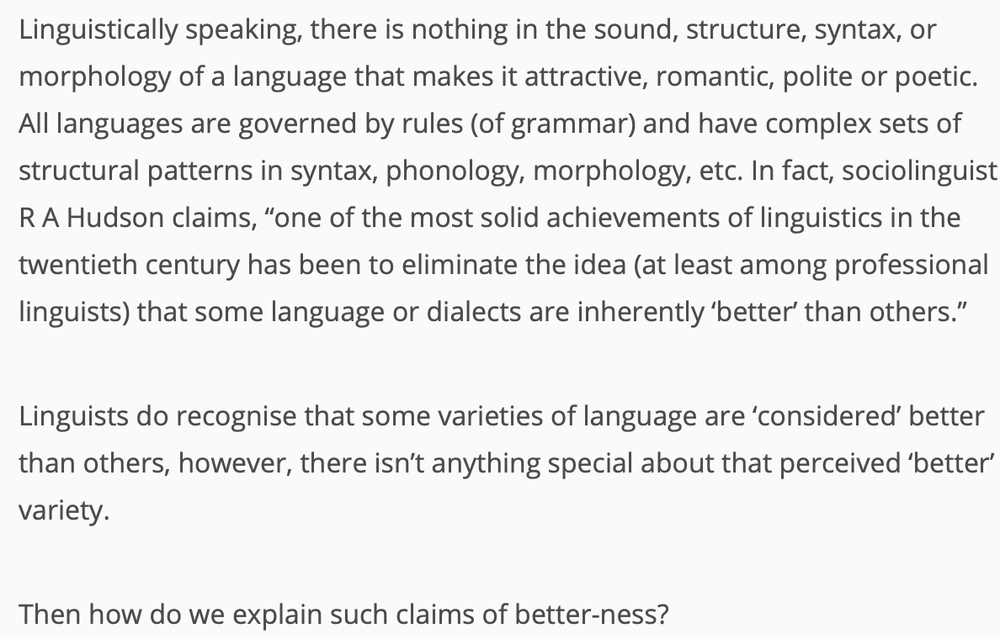 Linguistically speaking, there is nothing in the sound, structure, syntax, or
morphology of a language that makes it attractive, romantic, polite or poetic.
All languages are governed by rules (of grammar) and have complex sets of
structural patterns in syntax, phonology, morphology, etc. In fact, sociolinguist
R A Hudson claims, “one of the most solid achievements of linguistics in the
twentieth century has been to eliminate the idea (at least among professional
linguists) that some language or dialects are inherently ‘better’ than others.”
Linguists do recognise that some varieties of language are ‘considered’ better
than others, however, there isn’t anything special about that perceived ‘better’
variety.
Then how do we explain such claims of better-ness?